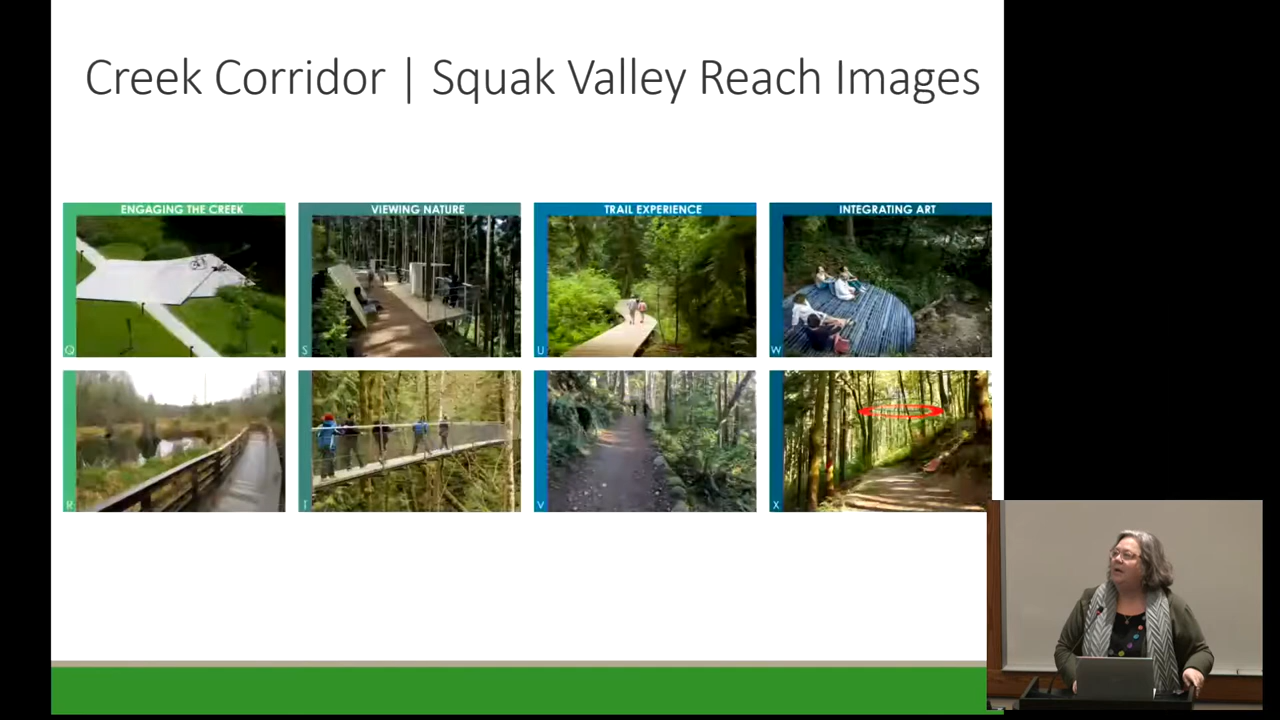 Creek Corridor | Squak Valley Reach Images
ENGAGING THE CREEK
VIEWING NATURE
TRAIL EXPERIENCE
INTEGRATING ART
Q
S
U
W
R
T
V
X